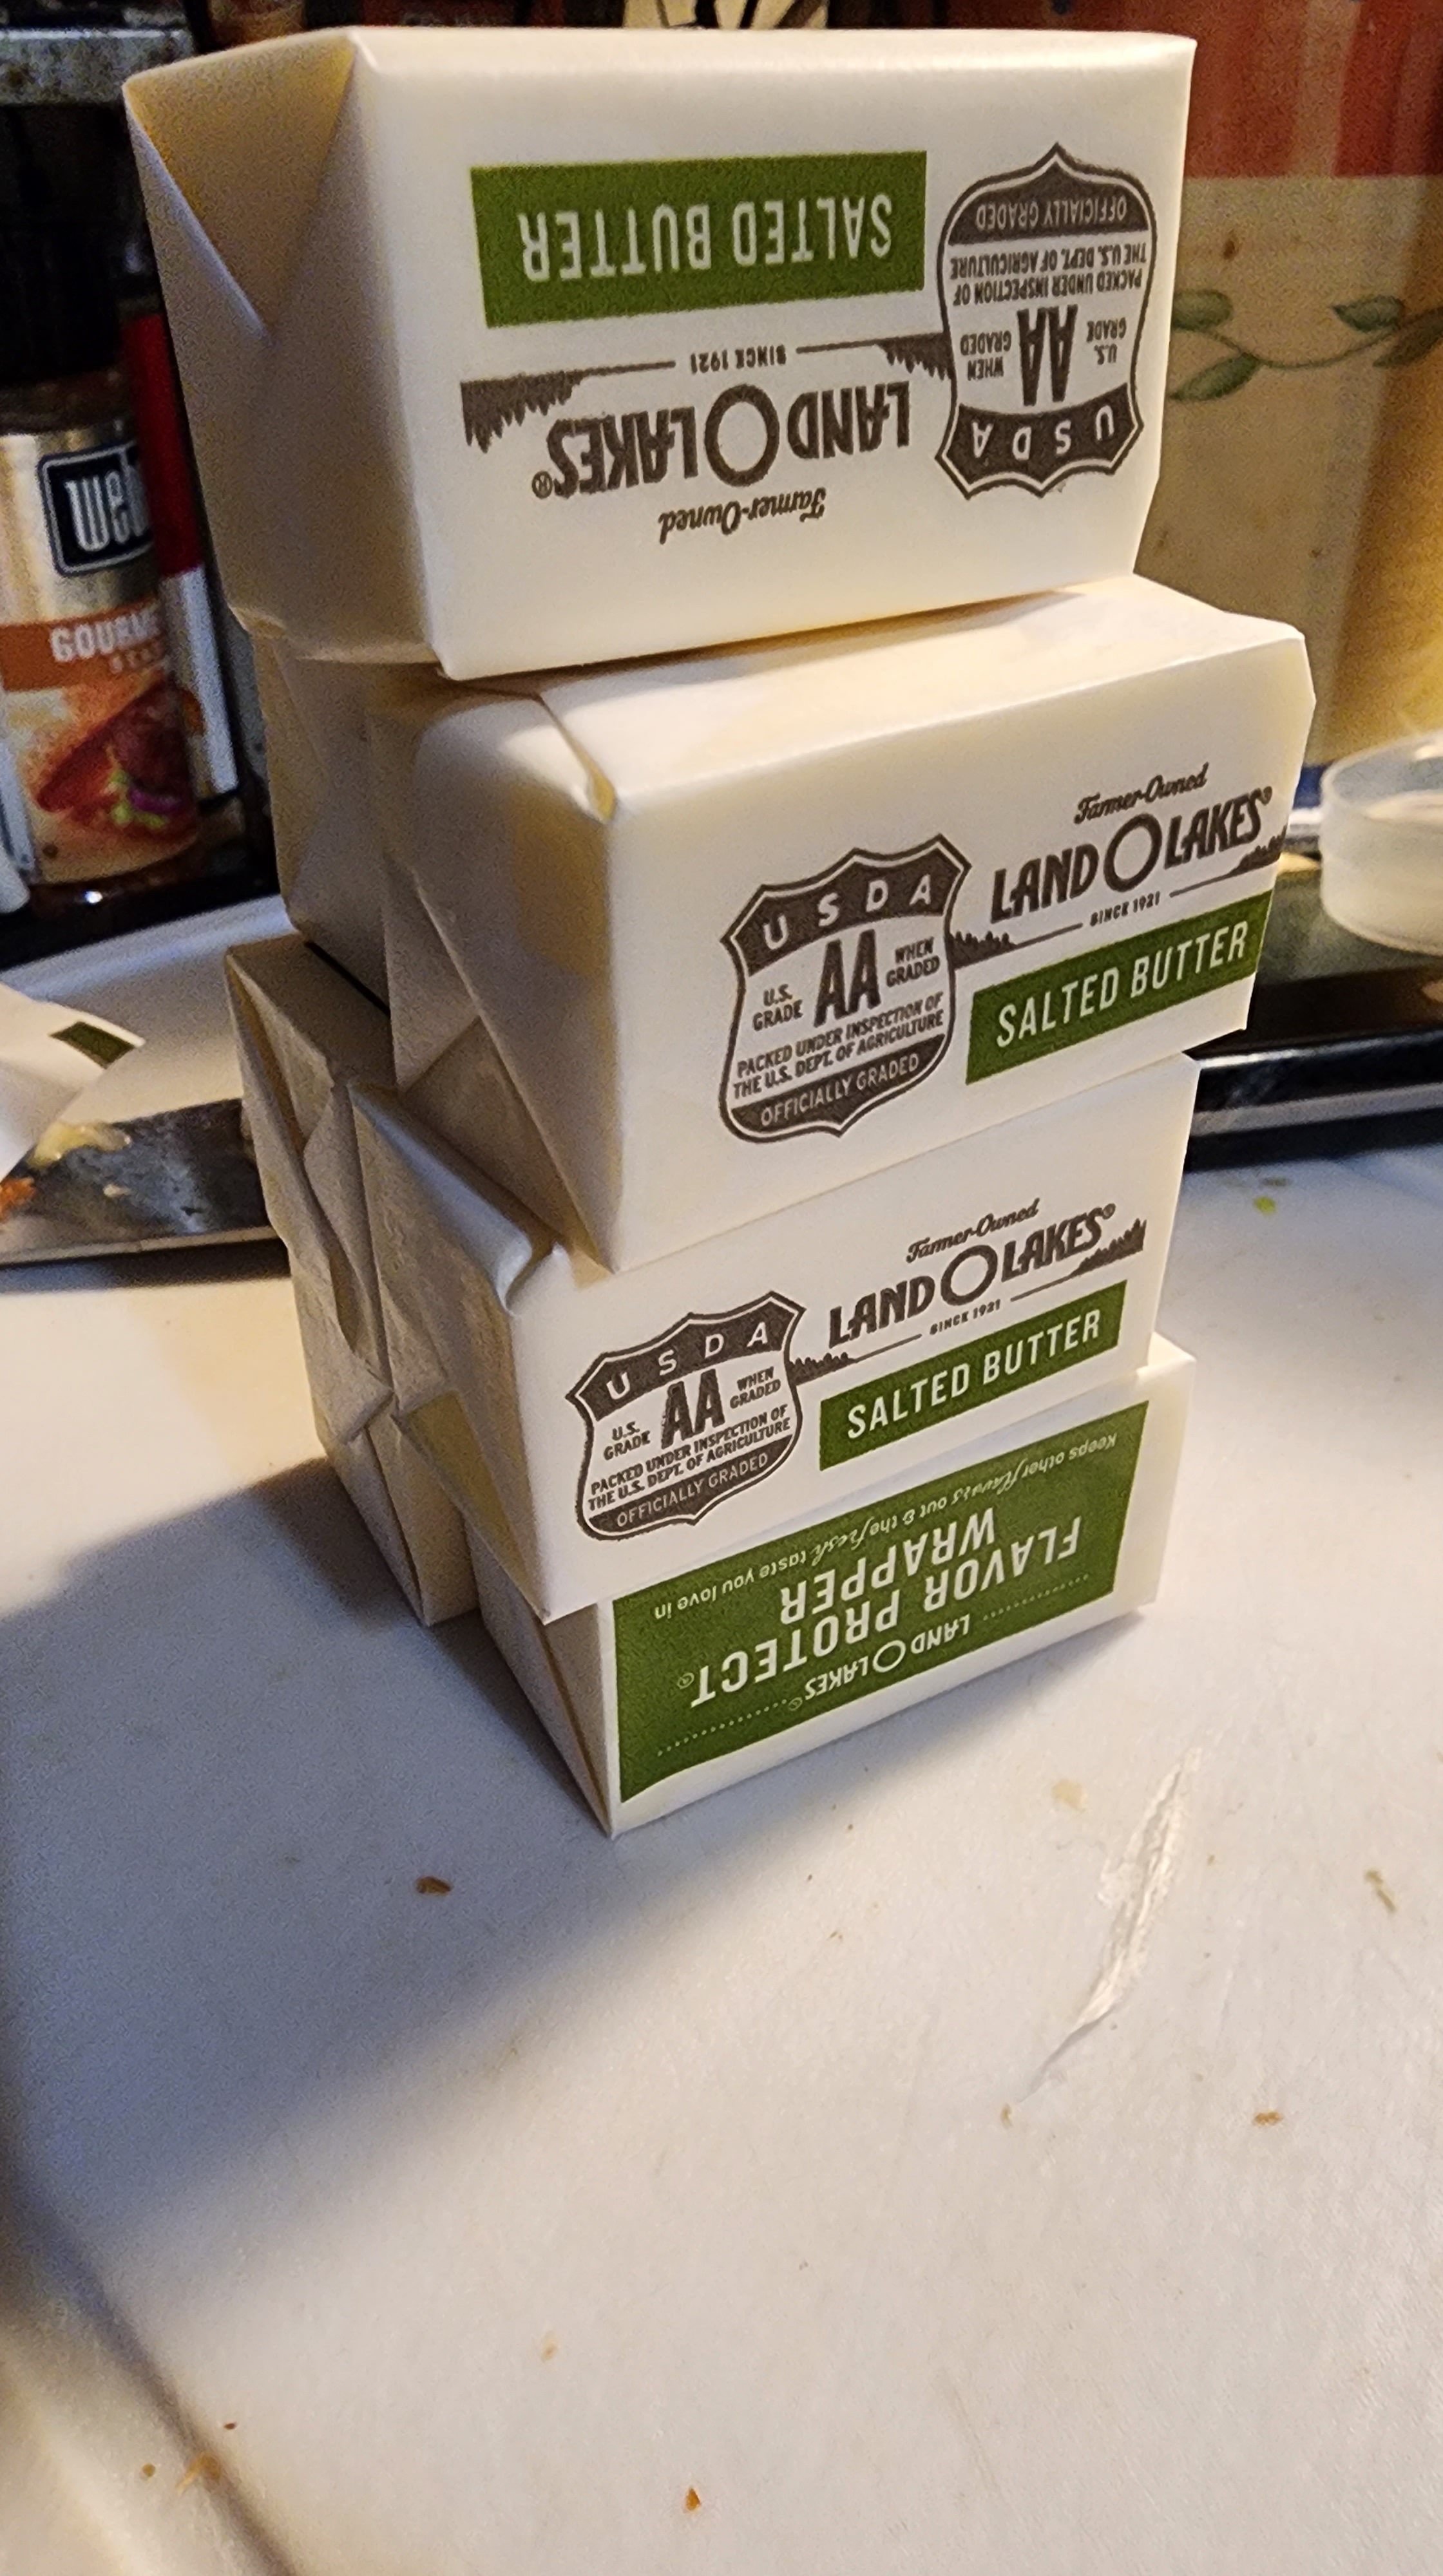 SALTED BUTTER
SINCE 1921
LAND O LAKES®
Farmer-Owned
OFFICIALLY GRADED
THE U.S. DEPT. OF AGRICULTURE
PACKED UNDER INSPECTION OF
U.S. GRADE AA WHEN GRADED
USDA
GOURM
Farmer-Owned
LAND O LAKES®
SINCE 1921
SALTED BUTTER
USDA
U.S. GRADE AA WHEN GRADED
PACKED UNDER INSPECTION OF
THE U.S. DEPT. OF AGRICULTURE
OFFICIALLY GRADED
Farmer-Owned
LAND O LAKES®
SINCE 1921
SALTED BUTTER
USDA
U.S. GRADE AA WHEN GRADED
PACKED UNDER INSPECTION OF
THE U.S. DEPT. OF AGRICULTURE
OFFICIALLY GRADED
LAND O LAKES®
FLAVOR PROTECT®
WRAPPER
Keeps other flavors out & the fresh taste you love in